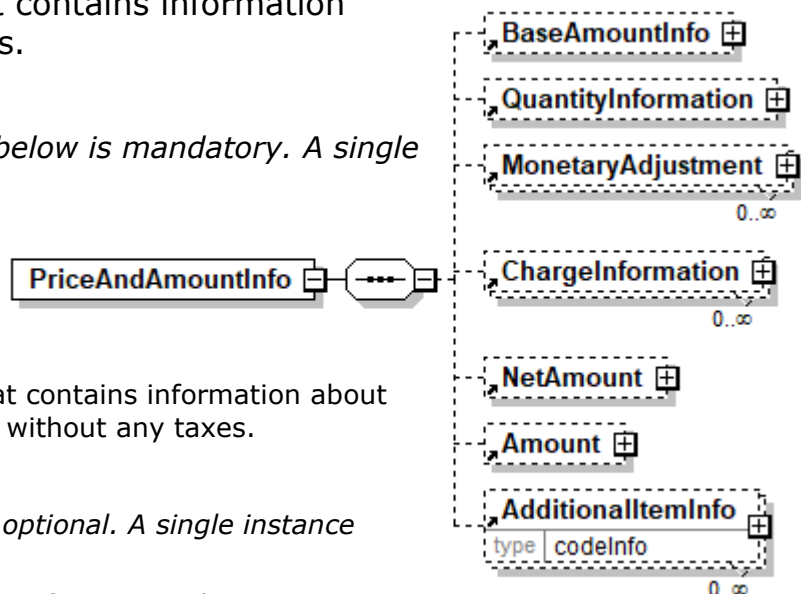 t contains information
s.
below is mandatory. A single
at contains information about
without any taxes.
optional. A single instance
PriceAndAmountInfo
BaseAmountInfo
QuantityInformation
MonetaryAdjustment
0..∞
ChargeInformation
0..∞
NetAmount
Amount
AdditionalItemInfo
type codeInfo
0..∞